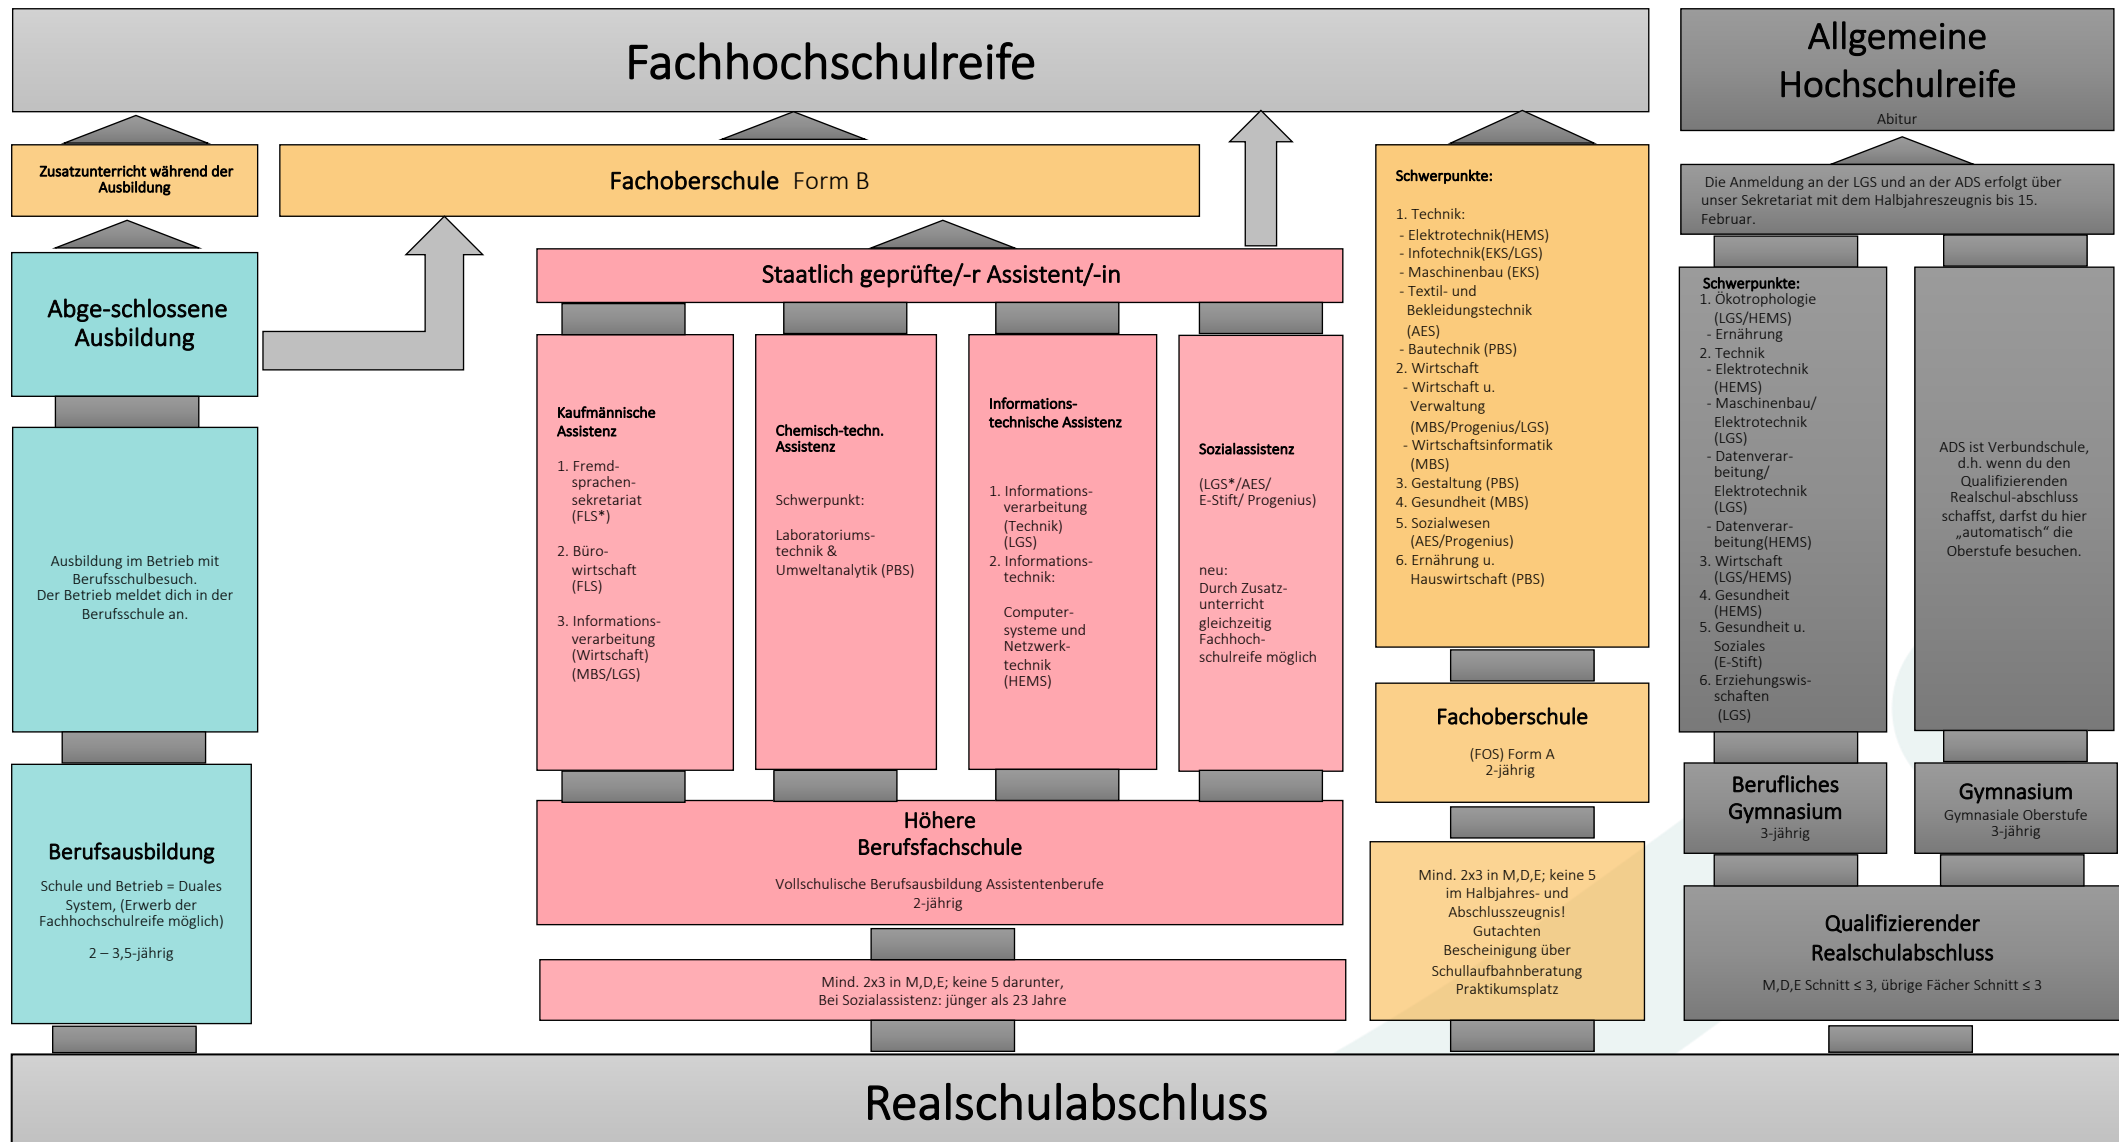 Fachhochschulreife
Allgemeine
Hochschulreife
Abitur
Zusatzunterricht während der
Ausbildung
Fachoberschule Form B
Abge-schlossene
Ausbildung
Ausbildung im Betrieb mit
Berufsschulbesuch.
Der Betrieb meldet dich in der
Berufsschule an.
Berufsausbildung
Schule und Betrieb = Duales
System, (Erwerb der
Fachhochschulreife möglich)
2 – 3,5-jährig
Staatlich geprüfte/-r Assistent/-in
Kaufmännische
Assistenz
1. Fremd-
sprachen-
sekretariat
(FLS*)
2. Büro-
wirtschaft
(FLS)
3. Informations-
verarbeitung
(Wirtschaft)
(MBS/LGS)
Chemisch-techn.
Assistenz
Schwerpunkt:
Laboratoriums-
technik &
Umweltanalytik (PBS)
Informations-
technische Assistenz
1. Informations-
verarbeitung
(Technik)
(LGS)
2. Informations-
technik:
Computer-
systeme und
Netzwerk-
technik
(HEMS)
Sozialassistenz
(LGS*/AES/
E-Stift/ Progenius)
neu:
Durch Zusatz-
unterricht
gleichzeitig
Fachhoch-
schulreife möglich
Höhere
Berufsfachschule
Vollschulische Berufsausbildung Assistentenberufe
2-jährig
Mind. 2x3 in M,D,E; keine 5 darunter,
Bei Sozialassistenz: jünger als 23 Jahre
Schwerpunkte:
1. Technik:
- Elektrotechnik(HEMS)
- Infotechnik(EKS/LGS)
- Maschinenbau (EKS)
- Textil- und
Bekleidungstechnik
(AES)
- Bautechnik (PBS)
2. Wirtschaft
- Wirtschaft u.
Verwaltung
(MBS/Progenius/LGS)
- Wirtschaftsinformatik
(MBS)
3. Gestaltung (PBS)
4. Gesundheit (MBS)
5. Sozialwesen
(AES/Progenius)
6. Ernährung u.
Hauswirtschaft (PBS)
Fachoberschule
(FOS) Form A
2-jährig
Mind. 2x3 in M,D,E; keine 5
im Halbjahres- und
Abschlusszeugnis!
Gutachten
Bescheinigung über
Schullaufbahnberatung
Praktikumsplatz
Die Anmeldung an der LGS und an der ADS erfolgt über
unser Sekretariat mit dem Halbjahreszeugnis bis 15.
Februar.
Schwerpunkte:
1. Ökotrophologie
(LGS/HEMS)
- Ernährung
2. Technik
- Elektrotechnik
(HEMS)
- Maschinenbau/
Elektrotechnik
(LGS)
- Datenverar-
beitung/
Elektrotechnik
(LGS)
- Datenverar-
beitung(HEMS)
3. Wirtschaft
(LGS/HEMS)
4. Gesundheit
(HEMS)
5. Gesundheit u.
Soziales
(E-Stift)
6. Erziehungswis-
schaften
(LGS)
ADS ist Verbundschule,
d.h. wenn du den
Qualifizierenden
Realschul-abschluss
schaffst, darfst du hier
„automatisch" die
Oberstufe besuchen.
Berufliches
Gymnasium
3-jährig
Gymnasium
Gymnasiale Oberstufe
3-jährig
Qualifizierender
Realschulabschluss
M,D,E Schnitt ≤ 3, übrige Fächer Schnitt ≤ 3
Realschulabschluss